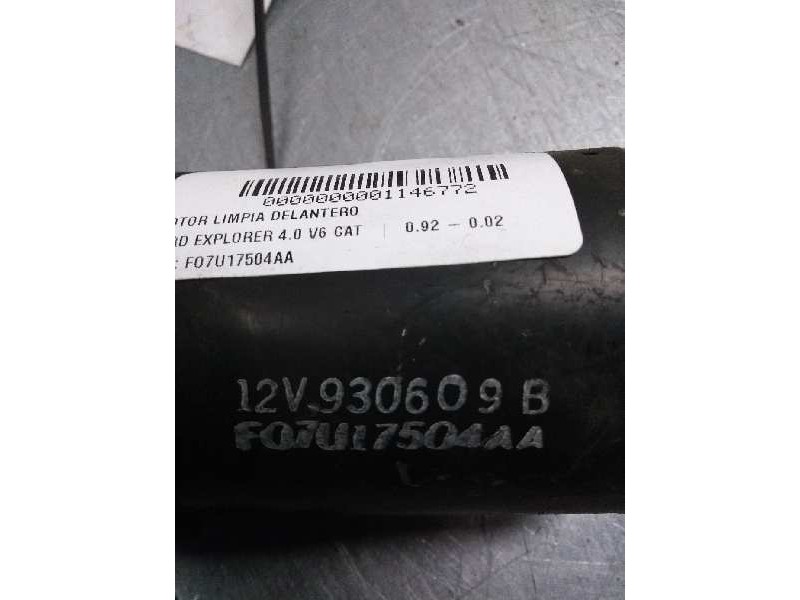 0000000001146772
OTOR LIMPIA DELANTERO
RD EXPLORER 4.0 V6 CAT | 0.92 - 0.02
: F07U17504AA
12V.930609 B
F07U17504AA